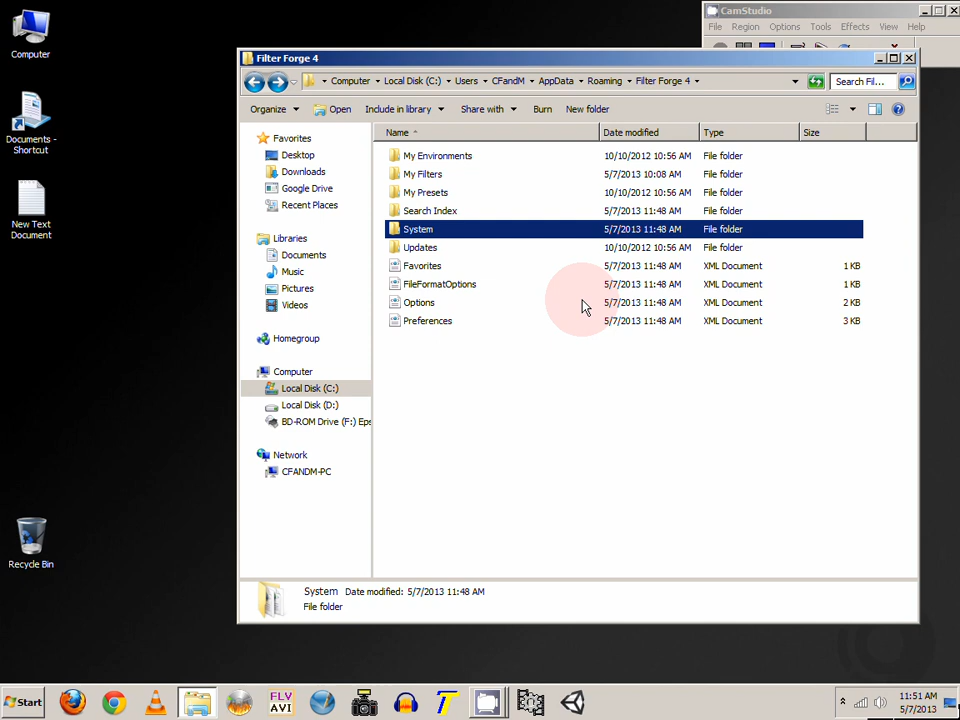 Computer
Documents - Shortcut
New Text Document
Recycle Bin
CamStudio
File Region Options Tools Effects View Help
Filter Forge 4
Computer Local Disk (C:) Users CFandM AppData Roaming Filter Forge 4
Search Fil...
Organize Open Include in library Share with Burn New folder
Name Date modified Type Size
Favorites
Desktop
Downloads
Google Drive
Recent Places
Libraries
Documents
Music
Pictures
Videos
Homegroup
Computer
Local Disk (C:)
Local Disk (D:)
BD-ROM Drive (F:) Eps
Network
CFANDM-PC
My Environments 10/10/2012 10:56 AM File folder
My Filters 5/7/2013 10:08 AM File folder
My Presets 10/10/2012 10:56 AM File folder
Search Index 5/7/2013 11:48 AM File folder
System 5/7/2013 11:48 AM File folder
Updates 10/10/2012 10:56 AM File folder
Favorites 5/7/2013 11:48 AM XML Document 1 KB
FileFormatOptions 5/7/2013 11:48 AM XML Document 1 KB
Options 5/7/2013 11:48 AM XML Document 2 KB
Preferences 5/7/2013 11:48 AM XML Document 3 KB
System Date modified: 5/7/2013 11:48 AM
File folder
Start
FLV
AVI
11:51 AM
5/7/2013